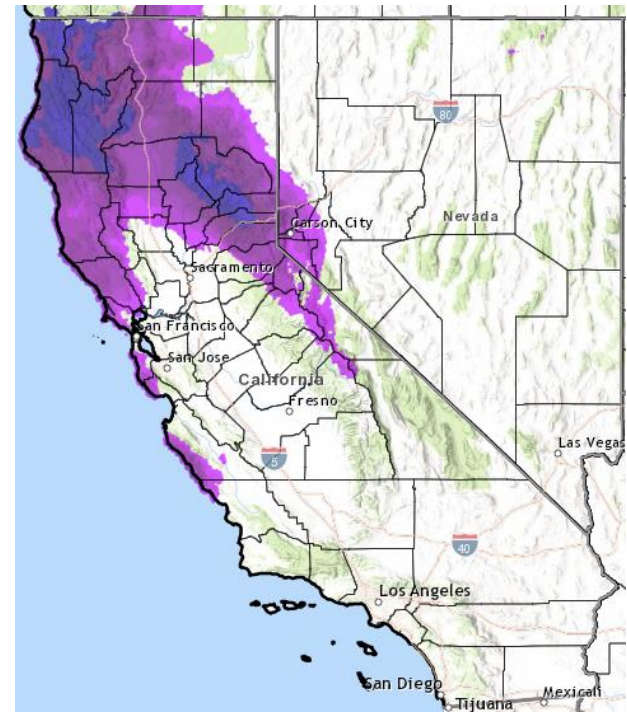 80
Carson City
Nevada
Sacramento
San Francisco
San Jose
California
Fresno
5
Las Vegas
40
Los Angeles
San Diego
Tijuana
Mexicali